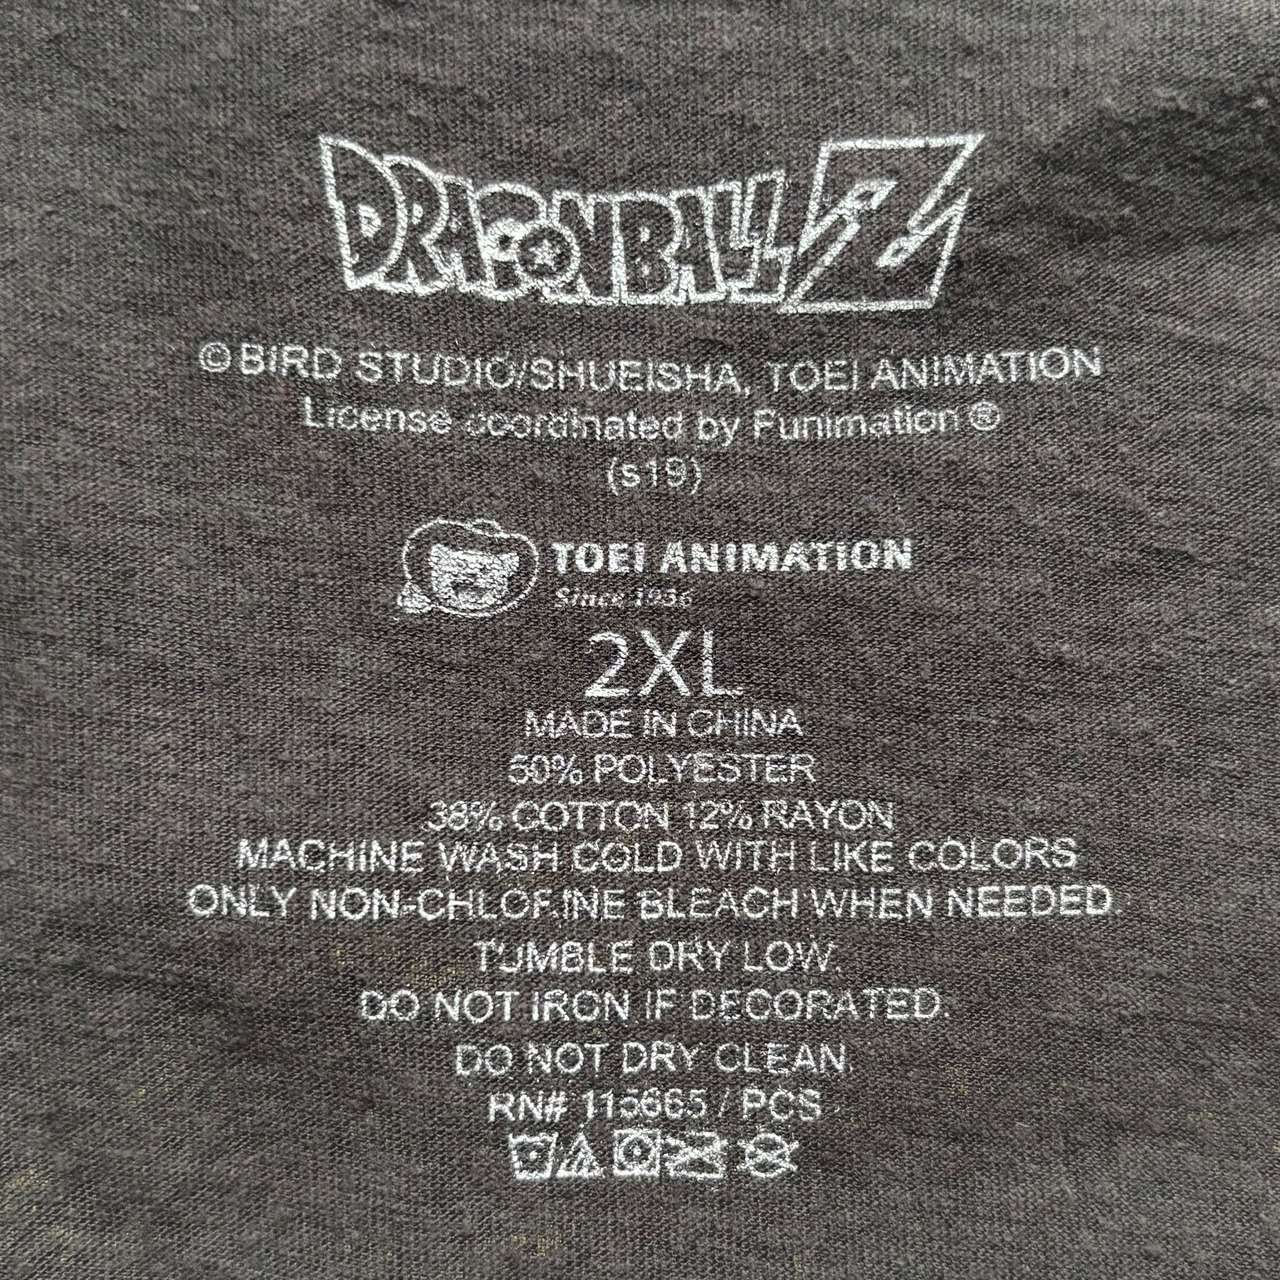 DRAGONBALL Z
© BIRD STUDIO/SHUEISHA, TOEI ANIMATION
License coordinated by Funimation ®
(s19)
TOEI ANIMATION
Since 1956
2XL
MADE IN CHINA
50% POLYESTER
38% COTTON 12% RAYON
MACHINE WASH COLD WITH LIKE COLORS
ONLY NON-CHLORINE BLEACH WHEN NEEDED.
TUMBLE DRY LOW.
DO NOT IRON IF DECORATED.
DO NOT DRY CLEAN.
RN# 115665 / PCS